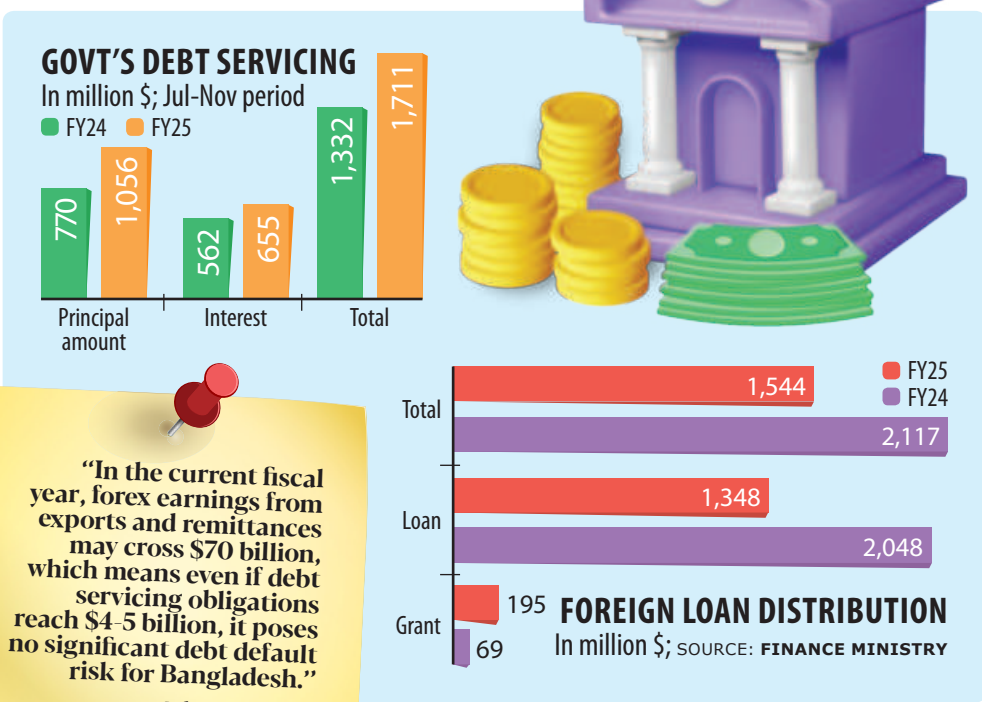 GOVT'S DEBT SERVICING
In million $; Jul-Nov period
FY24 FY25
770
1,056
562
655
1,332
1,711
Principal
amount
Interest
Total
FY25
FY24
Total
1,544
2,117
Loan
1,348
2,048
Grant
195
69
FOREIGN LOAN DISTRIBUTION
In million $; SOURCE: FINANCE MINISTRY
“In the current fiscal
year, forex earnings from
exports and remittances
may cross $70 billion,
which means even if debt
servicing obligations
reach $4-5 billion, it poses
no significant debt default
risk for Bangladesh.”